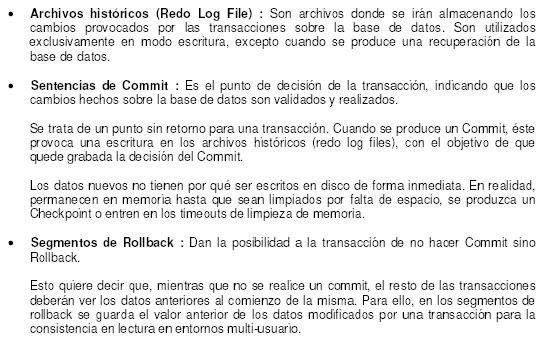 • Archivos históricos (Redo Log File) : Son archivos donde se irán almacenando los
cambios provocados por las transacciones sobre la base de datos. Son utilizados
exclusivamente en modo escritura, excepto cuando se produce una recuperación de la
base de datos.
• Sentencias de Commit : Es el punto de decisión de la transacción, indicando que los
cambios hechos sobre la base de datos son validados y realizados.
Se trata de un punto sin retorno para una transacción. Cuando se produce un Commit, éste
provoca una escritura en los archivos históricos (redo log files), con el objetivo de que
quede grabada la decisión del Commit.
Los datos nuevos no tienen por qué ser escritos en disco de forma inmediata. En realidad,
permanecen en memoria hasta que sean limpiados por falta de espacio, se produzca un
Checkpoint o entren en los timeouts de limpieza de memoria.
• Segmentos de Rollback : Dan la posibilidad a la transacción de no hacer Commit sino
Rollback.
Esto quiere decir que, mientras que no se realice un commit, el resto de las transacciones
deberán ver los datos anteriores al comienzo de la misma. Para ello, en los segmentos de
rollback se guarda el valor anterior de los datos modificados por una transacción para la
consistencia en lectura en entornos multi-usuario.